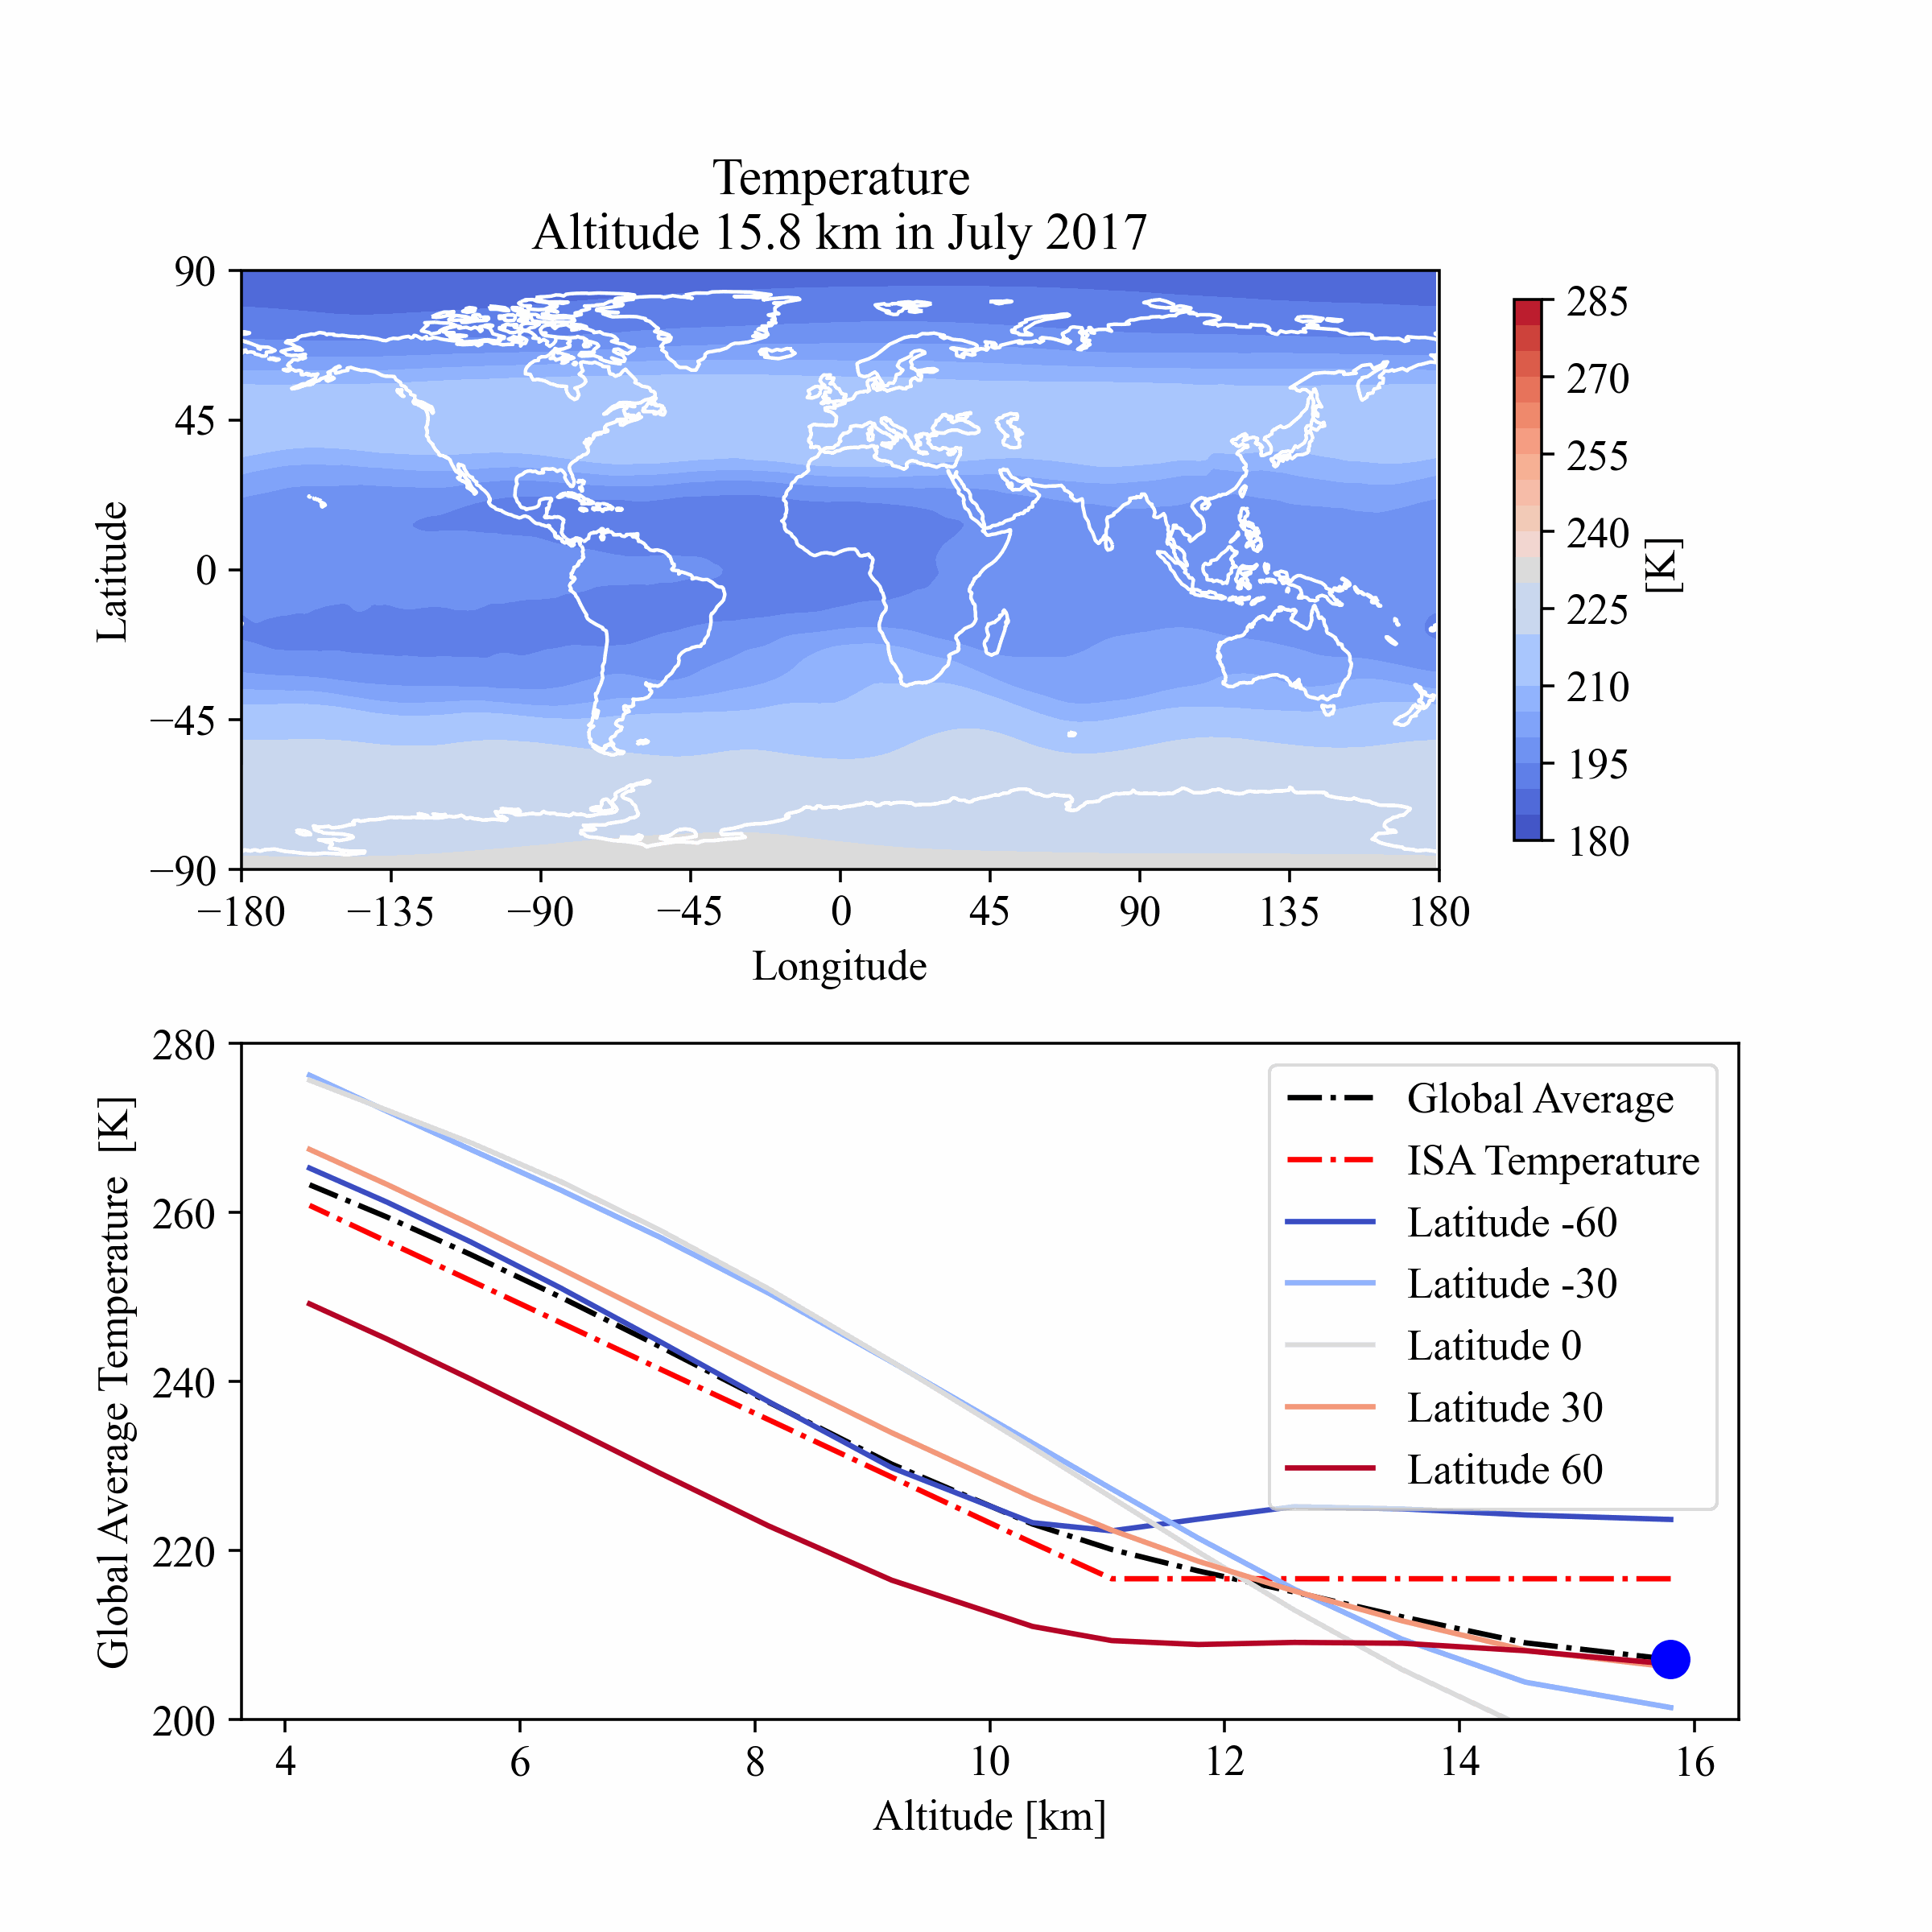 Temperature
Altitude 15.8 km in July 2017
90
45
0
−45
−90
Latitude
−180 −135 −90 −45 0 45 90 135 180
Longitude
285
270
255
240
225
210
195
180
[K]
280
260
240
220
200
Global Average Temperature [K]
Global Average
ISA Temperature
Latitude -60
Latitude -30
Latitude 0
Latitude 30
Latitude 60
4 6 8 10 12 14 16
Altitude [km]